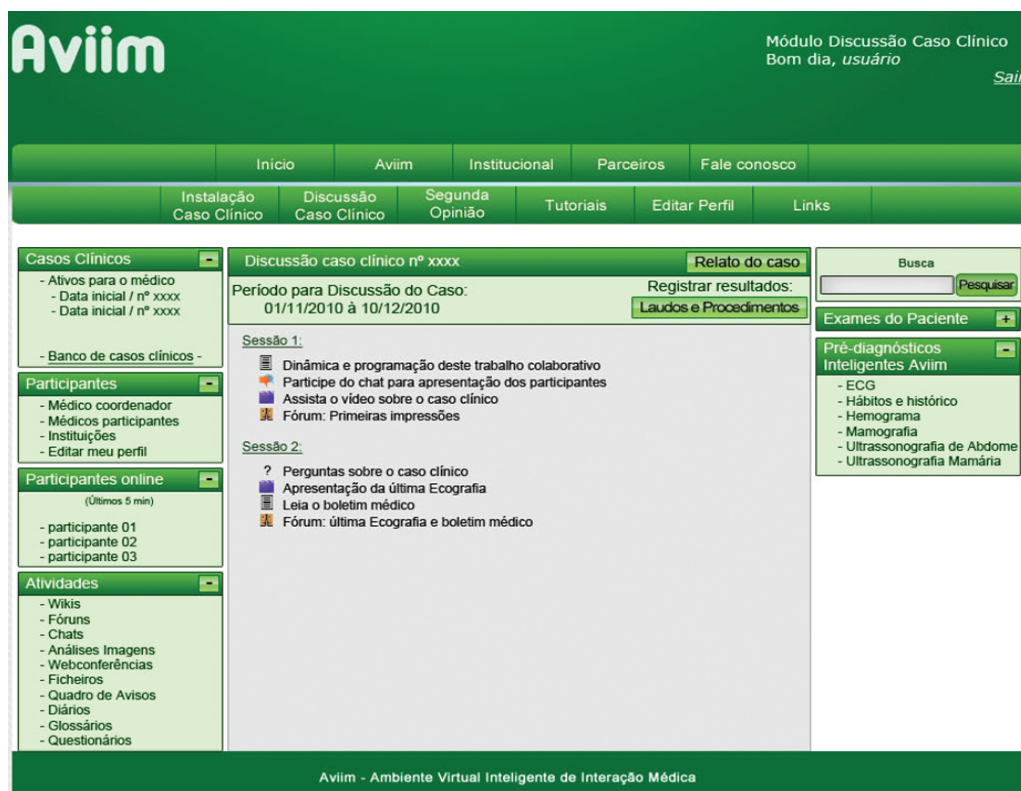 Aviim
Módulo Discussão Caso Clínico
Bom dia, usuário
Sair
Início Aviim Institucional Parceiros Fale conosco
Instalação Caso Clínico
Discussão Caso Clínico
Segunda Opinião
Tutoriais
Editar Perfil
Links
Casos Clínicos -
- Ativos para o médico
- Data inicial / nº xxxx
- Data inicial / nº xxxx
- Banco de casos clínicos -
Participantes -
- Médico coordenador
- Médicos participantes
- Instituições
- Editar meu perfil
Participantes online -
(Últimos 5 min)
- participante 01
- participante 02
- participante 03
Atividades -
- Wikis
- Fóruns
- Chats
- Análises Imagens
- Webconferências
- Ficheiros
- Quadro de Avisos
- Diários
- Glossários
- Questionários
Discussão caso clínico nº xxxx
Relato do caso
Período para Discussão do Caso:
01/11/2010 à 10/12/2010
Registrar resultados:
Laudos e Procedimentos
Sessão 1:
Dinâmica e programação deste trabalho colaborativo
Participe do chat para apresentação dos participantes
Assista o vídeo sobre o caso clínico
Fórum: Primeiras impressões
Sessão 2:
? Perguntas sobre o caso clínico
Apresentação da última Ecografia
Leia o boletim médico
Fórum: última Ecografia e boletim médico
Busca
Pesquisar
Exames do Paciente +
Pré-diagnósticos
Inteligentes Aviim -
- ECG
- Hábitos e histórico
- Hemograma
- Mamografia
- Ultrassonografia de Abdome
- Ultrassonografia Mamária
Aviim - Ambiente Virtual Inteligente de Interação Médica